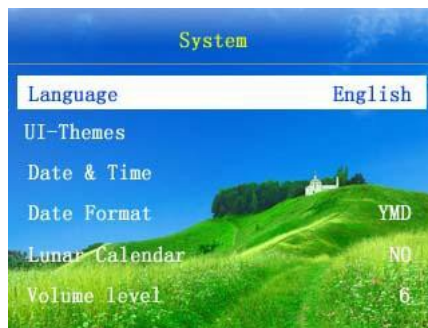 System
Language English
UI-Themes
Date & Time
Date Format YMD
Lunar Calendar NO
Volume level 6